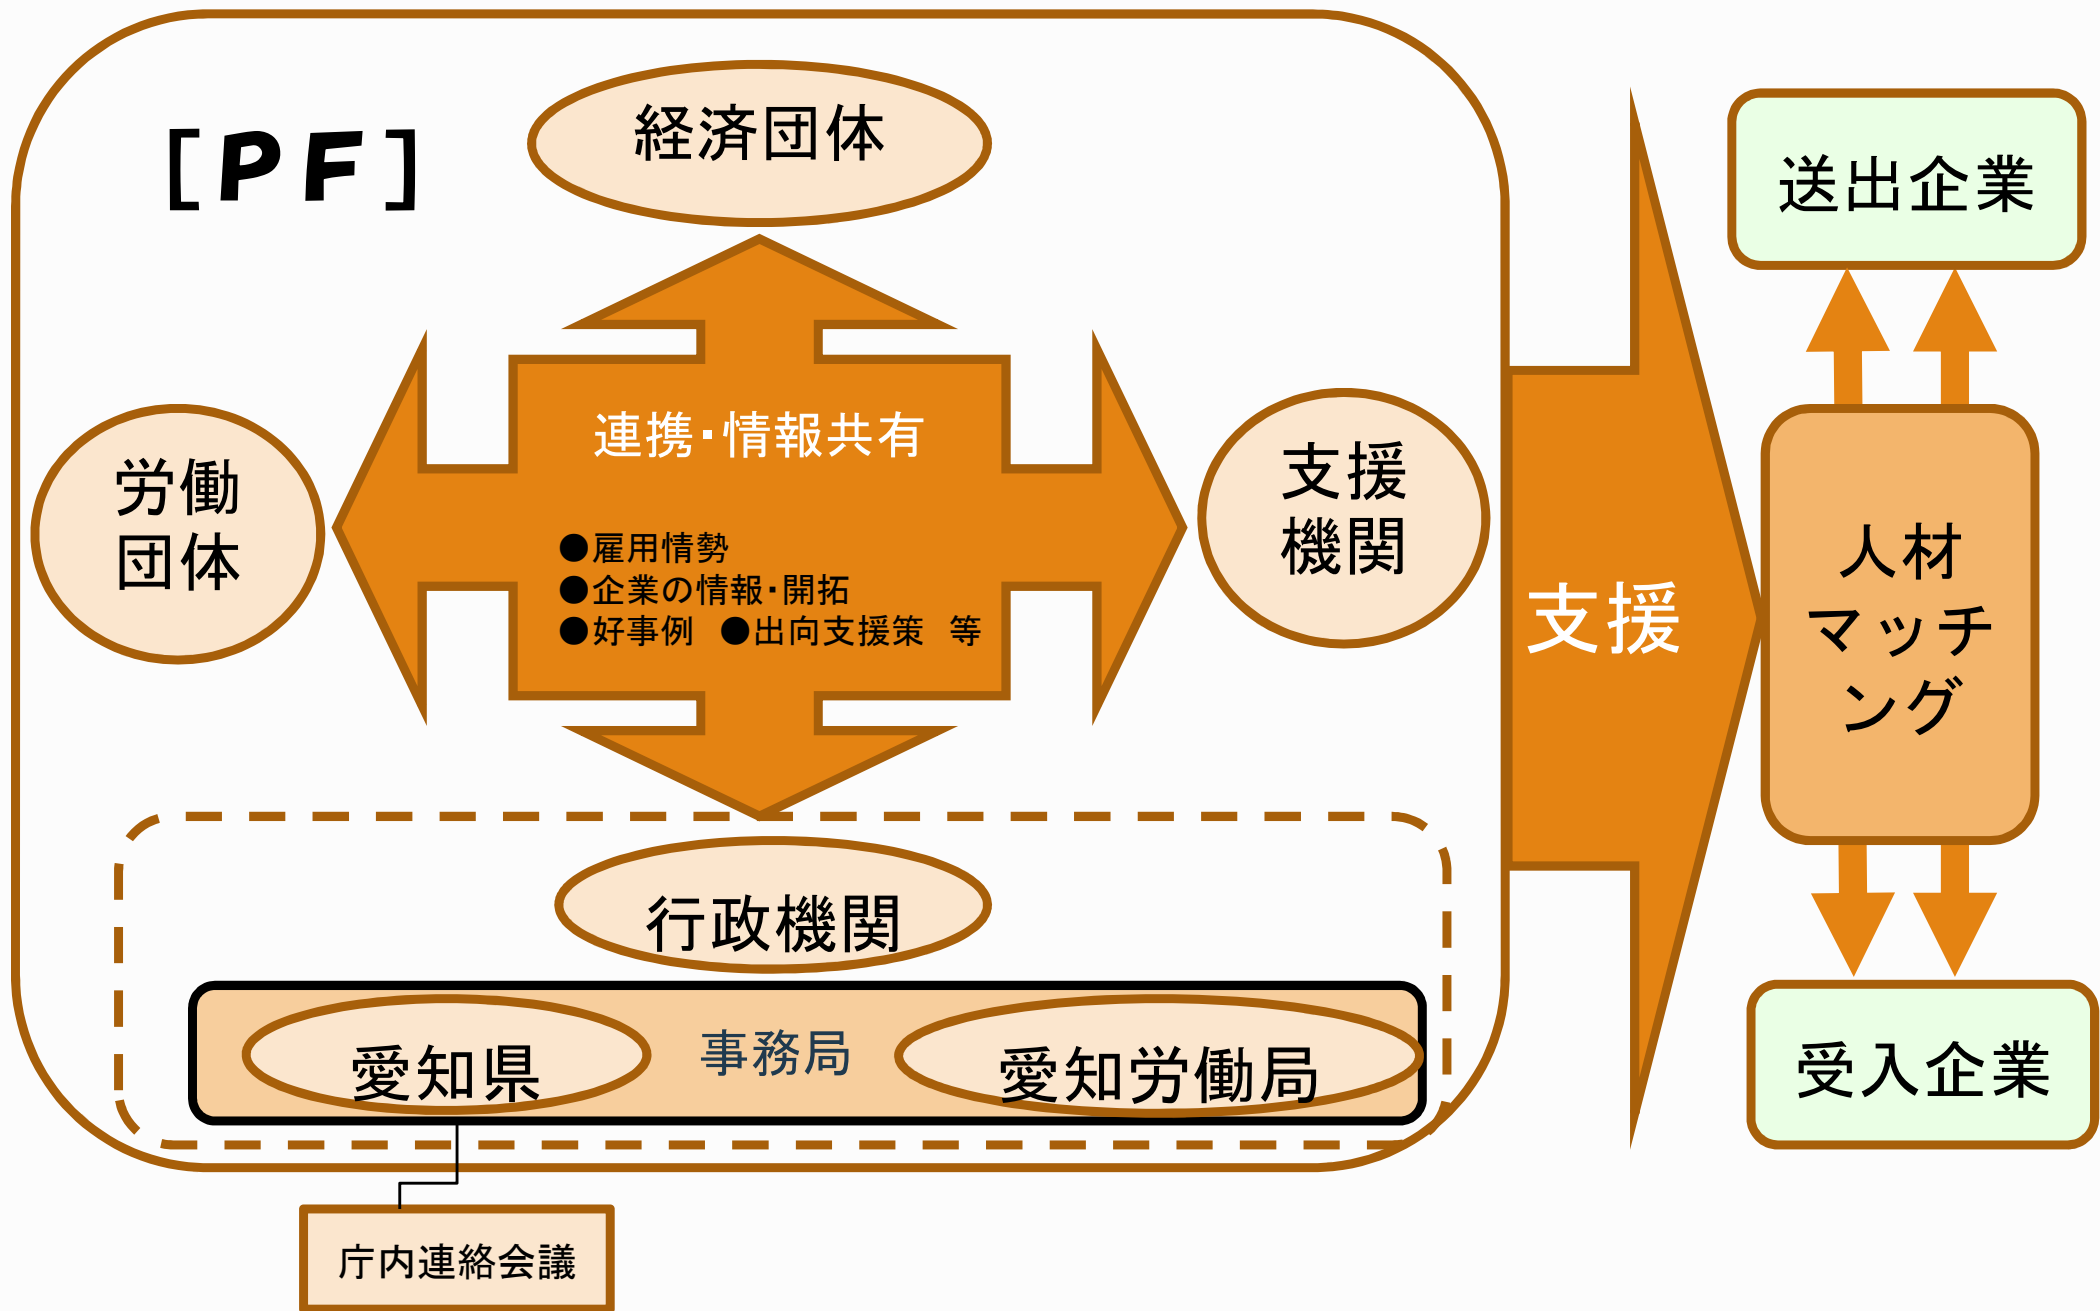 ［ＰＦ］
経済団体
労働
団体
連携・情報共有
●雇用情勢
●企業の情報・開拓
●好事例　●出向支援策　等
支援
機関
行政機関
愛知県
事務局
愛知労働局
庁内連絡会議
支援
送出企業
人材
マッチ
ング
受入企業